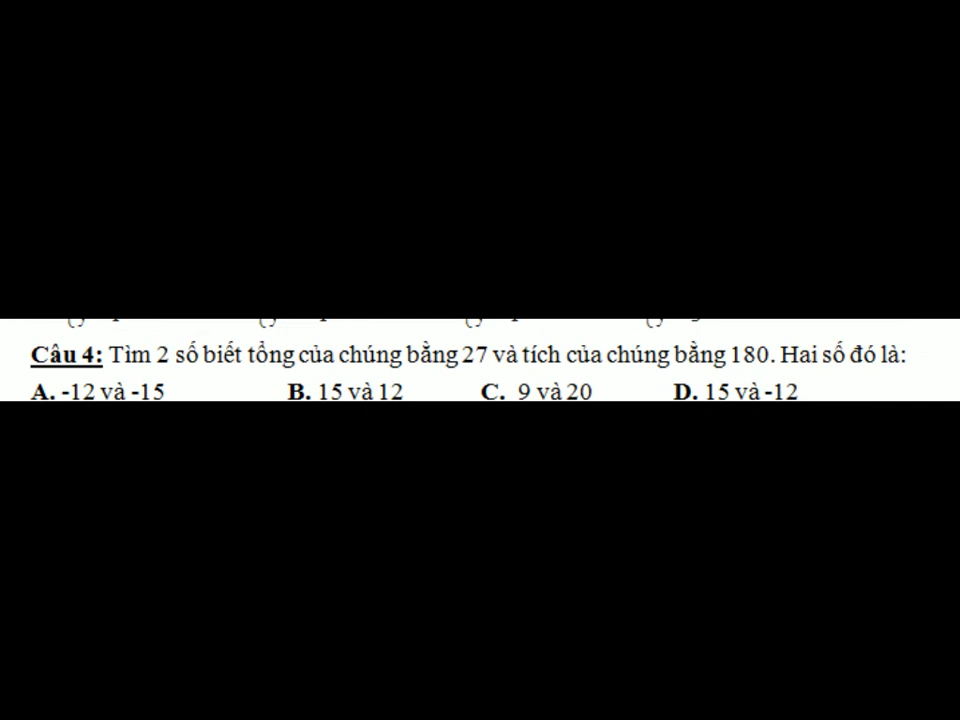 Câu 4: Tìm 2 số biết tổng của chúng bằng 27 và tích của chúng bằng 180. Hai số đó là:
A. -12 và -15 B. 15 và 12 C. 9 và 20 D. 15 và -12